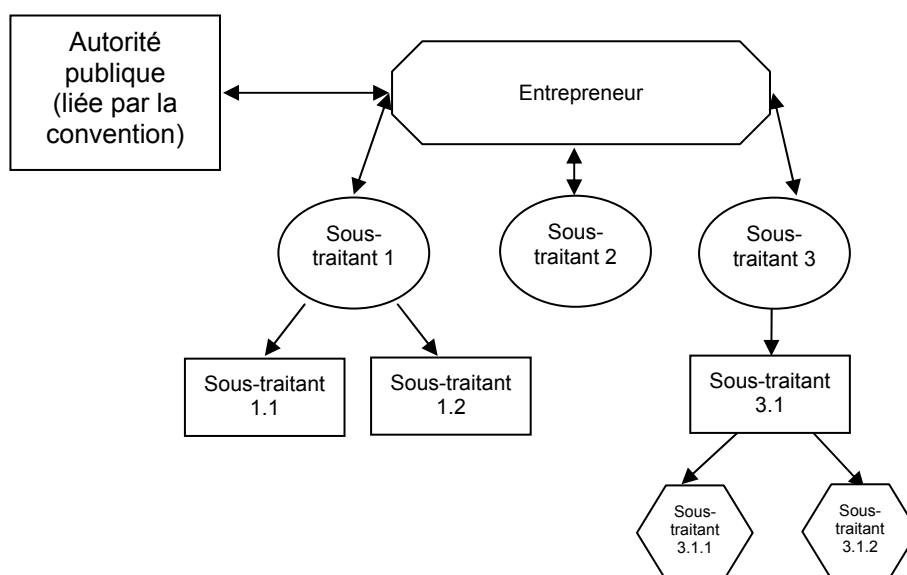 Autorité
publique
(liée par la
convention)
Entrepreneur
Sous-
traitant 1
Sous-
traitant 2
Sous-
traitant 3
Sous-traitant
1.1
Sous-traitant
1.2
Sous-traitant
3.1
Sous-
traitant
3.1.1
Sous-
traitant
3.1.2